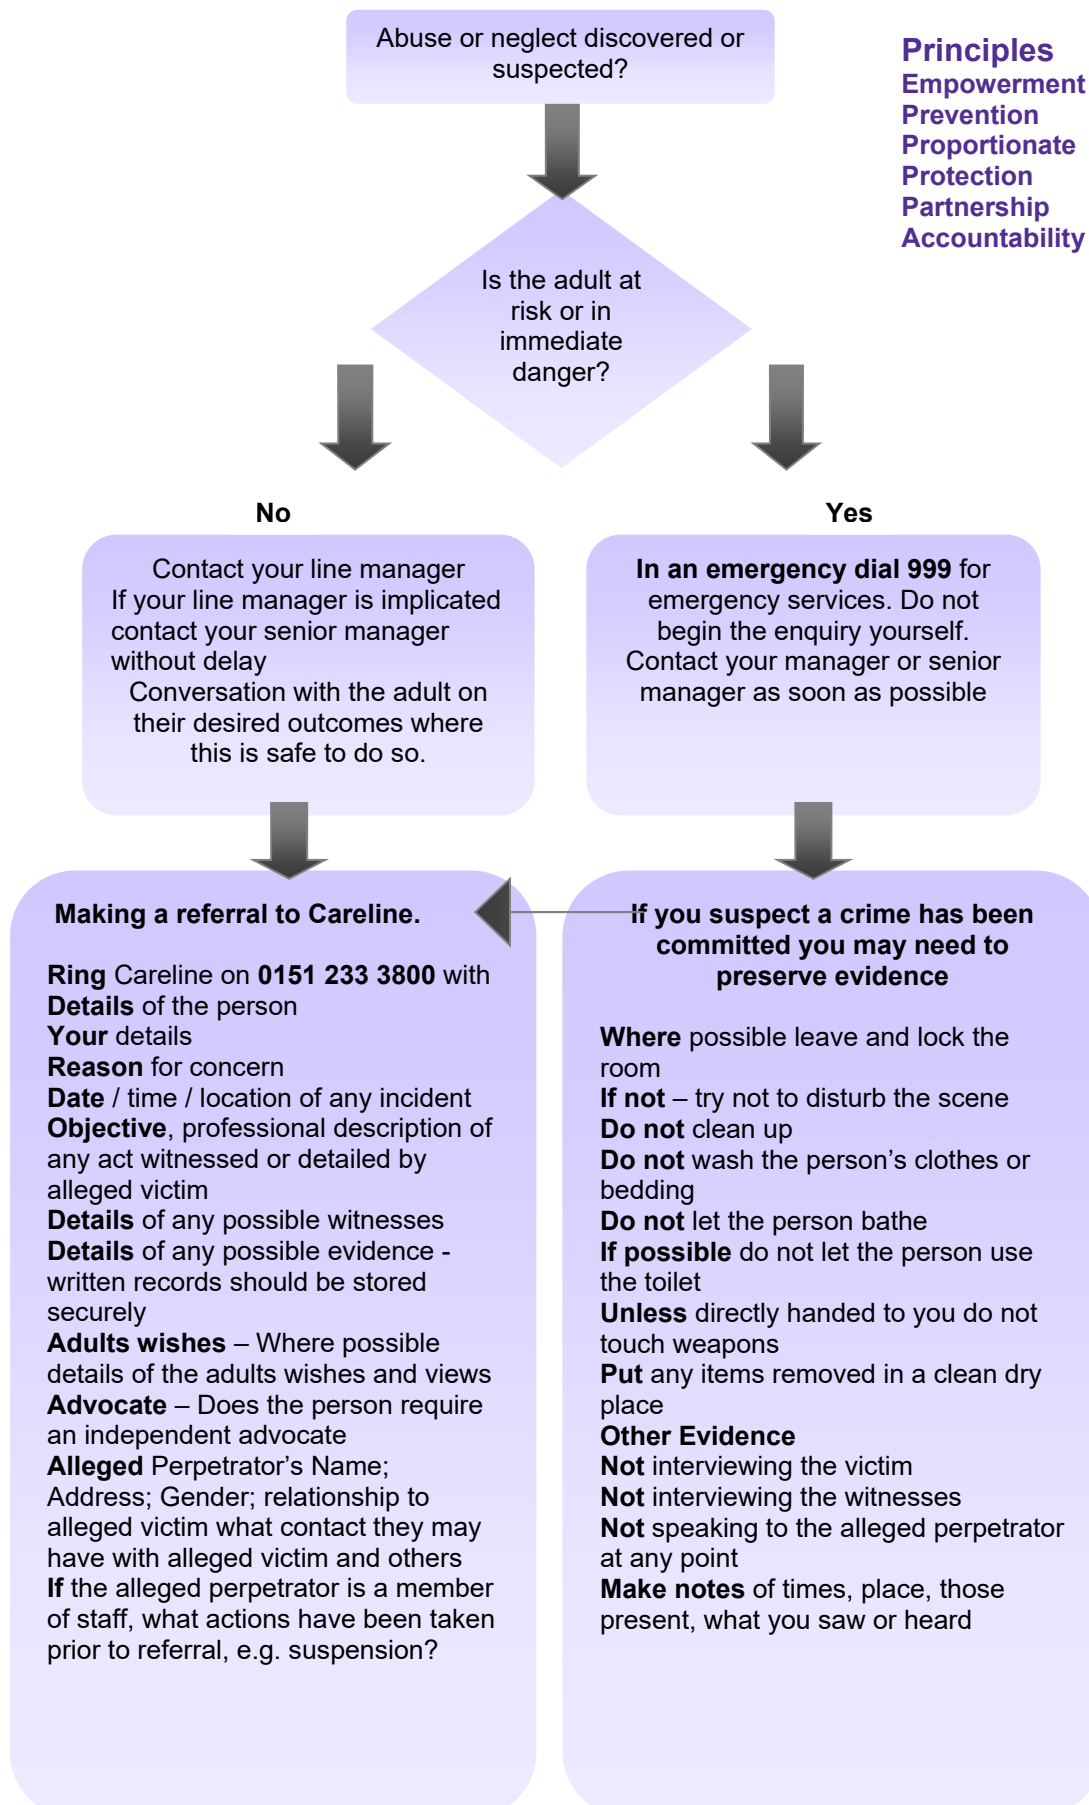 Abuse or neglect discovered or
suspected?
Principles
Empowerment
Prevention
Proportionate
Protection
Partnership
Accountability
Is the adult at
risk or in
immediate
danger?
No
Contact your line manager
If your line manager is implicated
contact your senior manager
without delay
Conversation with the adult on
their desired outcomes where
this is safe to do so.
Yes
In an emergency dial 999 for
emergency services. Do not
begin the enquiry yourself.
Contact your manager or senior
manager as soon as possible
Making a referral to Careline.
Ring Careline on 0151 233 3800 with
Details of the person
Your details
Reason for concern
Date / time / location of any incident
Objective, professional description of
any act witnessed or detailed by
alleged victim
Details of any possible witnesses
Details of any possible evidence -
written records should be stored
securely
Adults wishes – Where possible
details of the adults wishes and views
Advocate – Does the person require
an independent advocate
Alleged Perpetrator’s Name;
Address; Gender; relationship to
alleged victim what contact they may
have with alleged victim and others
If the alleged perpetrator is a member
of staff, what actions have been taken
prior to referral, e.g. suspension?
If you suspect a crime has been
committed you may need to
preserve evidence
Where possible leave and lock the
room
If not – try not to disturb the scene
Do not clean up
Do not wash the person’s clothes or
bedding
Do not let the person bathe
If possible do not let the person use
the toilet
Unless directly handed to you do not
touch weapons
Put any items removed in a clean dry
place
Other Evidence
Not interviewing the victim
Not interviewing the witnesses
Not speaking to the alleged perpetrator
at any point
Make notes of times, place, those
present, what you saw or heard